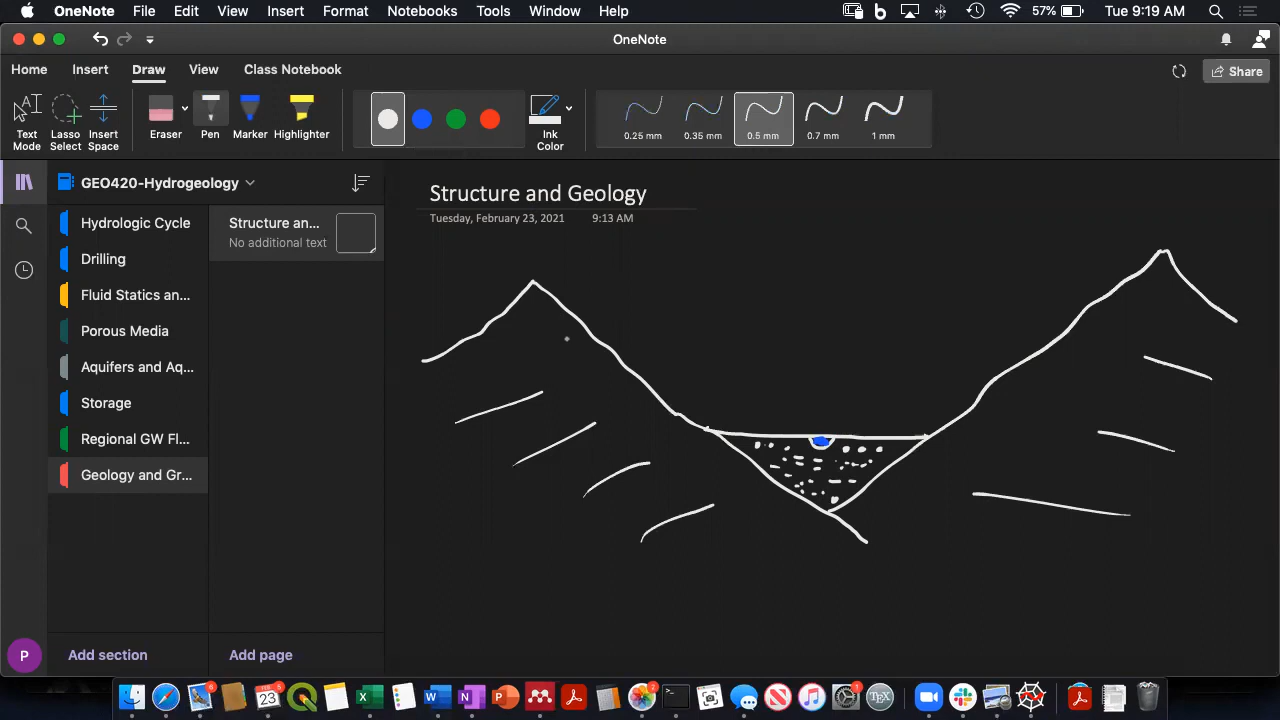 OneNote File Edit View Insert Format Notebooks Tools Window Help 57% Tue 9:19 AM
OneNote
Home Insert Draw View Class Notebook Share
Text Mode
Lasso Select
Insert Space
Eraser
Pen
Marker
Highlighter
Ink Color
0.25 mm 0.35 mm 0.5 mm 0.7 mm 1 mm
GEO420-Hydrogeology
Hydrologic Cycle
Drilling
Fluid Statics an...
Porous Media
Aquifers and Aq...
Storage
Regional GW Fl...
Geology and Gr...
Add section
Structure an...
No additional text
Add page
Structure and Geology
Tuesday, February 23, 2021 9:13 AM
P